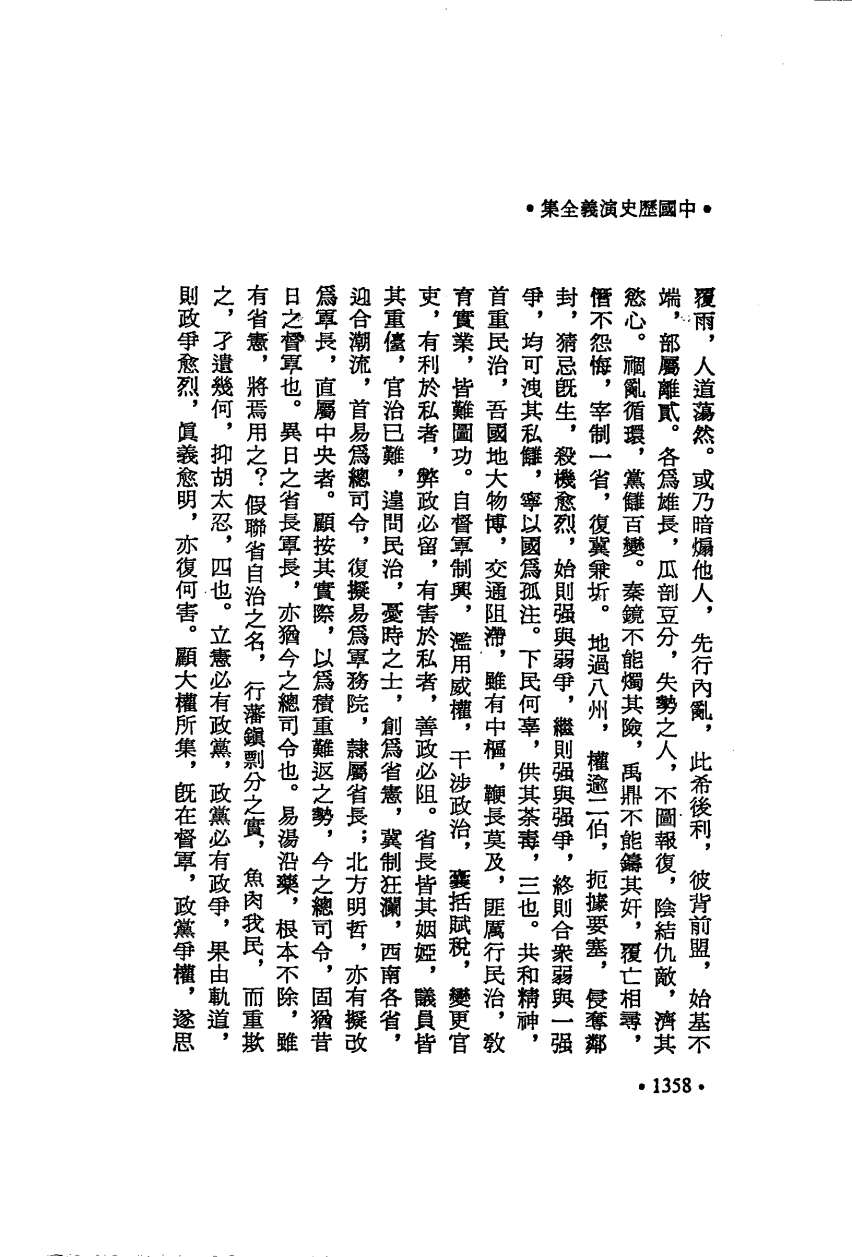 •中國歷史演義全集•
覆雨，人道蕩然。或乃暗煽他人，先行內亂，此希後利，彼背前盟，始基不
端，部屬離貳。各爲雄長，瓜剖豆分，失勢之人，不圖報復，陰結仇敵，濟其
慾心。禍亂循環，黨讎百變。秦鏡不能燭其險，禹鼎不能鑄其奸，覆亡相尋，
憯不怨悔，宰制一省，復冀兼圻。地過八州，權逾二伯，扼據要塞，侵奪鄰
封，猜忌既生，殺機愈烈，始則强與弱爭，繼則强與强爭，終則合衆弱與一强
爭，均可洩其私讎，寧以國爲孤注。下民何辜，供其荼毒，三也。共和精神，
首重民治，吾國地大物博，交通阻滯，雖有中樞，鞭長莫及，匪厲行民治，敎
育實業，皆難圖功。自督軍制興，濫用威權，干涉政治，囊括賦稅，變更官
吏，有利於私者，弊政必留，有害於私者，善政必阻。省長皆其姻婭，議員皆
其重儓，官治已難，遑問民治，憂時之士，創爲省憲，冀制狂瀾，西南各省，
迎合潮流，首易爲總司令，復擬易爲軍務院，隸屬省長；北方明哲，亦有擬改
爲軍長，直屬中央者。顧按其實際，以爲積重難返之勢，今之總司令，固猶昔
日之督軍也。異日之省長軍長，亦猶今之總司令也。易湯沿藥，根本不除，雖
有省憲，將焉用之？假聯省自治之名，行藩鎭剽分之實，魚肉我民，而重欺
之，孑遺幾何，抑胡太忍，四也。立憲必有政黨，政黨必有政爭，果由軌道，
則政爭愈烈，眞義愈明，亦復何害。顧大權所集，既在督軍，政黨爭權，遂思
•1358•